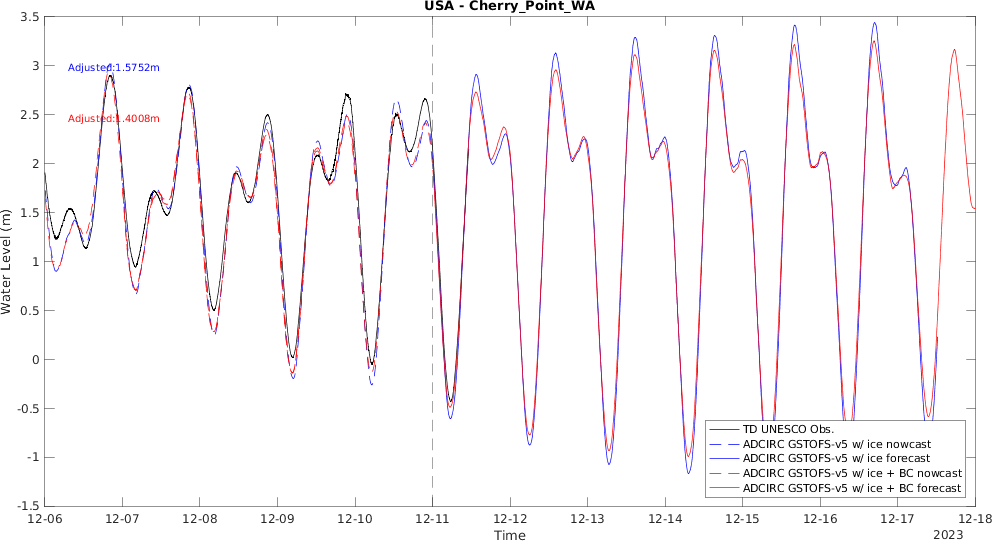 USA - Cherry_Point_WA
3.5
3
2.5
2
1.5
1
0.5
0
-0.5
-1
-1.5
Water Level (m)
Adjusted:1.5752m
Adjusted:1.4008m
TD UNESCO Obs.
ADCIRC GSTOFS-v5 w/ ice nowcast
ADCIRC GSTOFS-v5 w/ ice forecast
ADCIRC GSTOFS-v5 w/ ice + BC nowcast
ADCIRC GSTOFS-v5 w/ ice + BC forecast
12-06 12-07 12-08 12-09 12-10 12-11 12-12 12-13 12-14 12-15 12-16 12-17 12-18
Time
2023